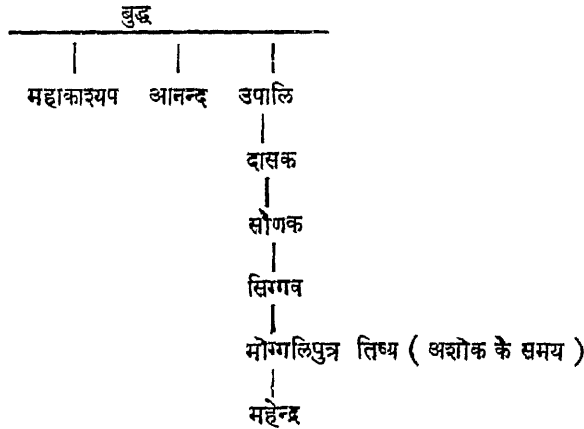 बुद्ध
महाकाश्यप आनन्द उपालि
दासक
सोणक
सिग्गव
मोग्गलिपुत्र तिष्य ( अशोक के समय )
महेन्द्र